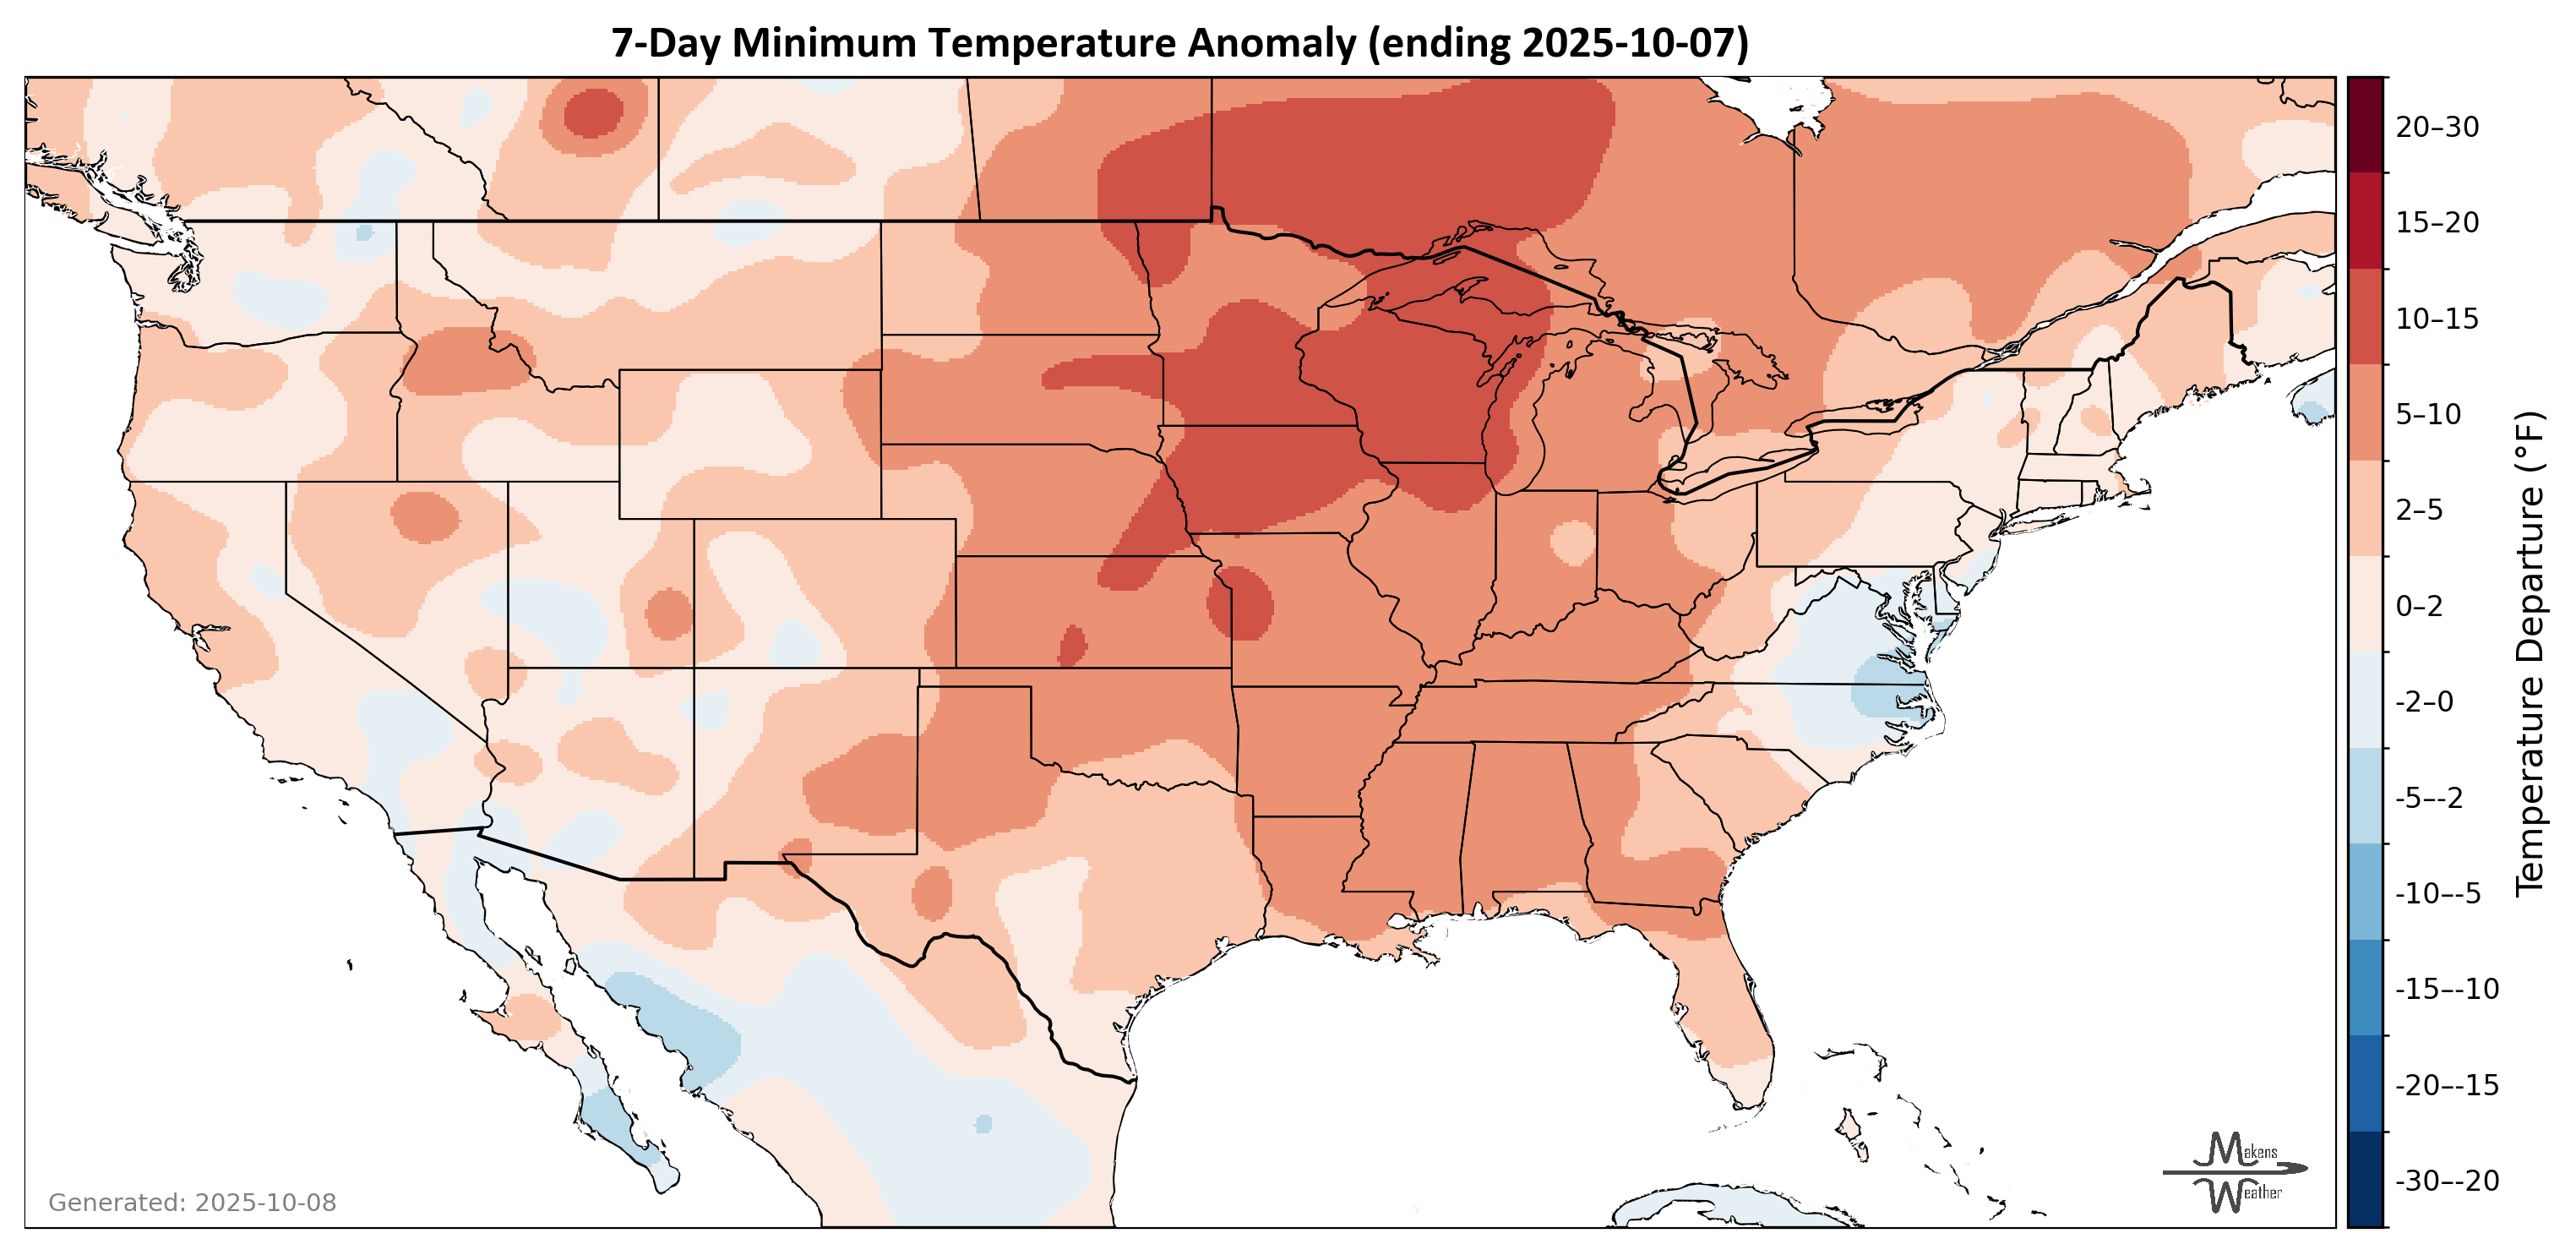 7-Day Minimum Temperature Anomaly (ending 2025-10-07)
20–30
15–20
10–15
5–10
2–5
0–2
-2–0
-5–-2
-10–-5
-15–-10
-20–-15
-30–-20
Temperature Departure (°F)
Generated: 2025-10-08
Makens
Weather